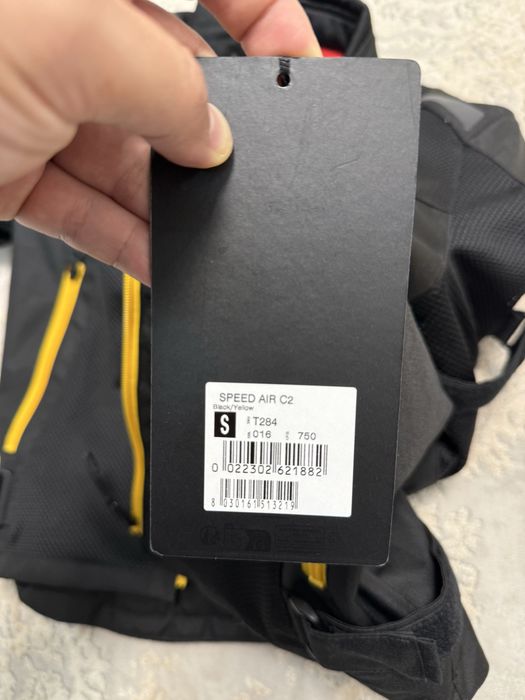 SPEED AIR C2
Black/Yellow
S T284
016 750
0 022302 621882
8 030161 513219